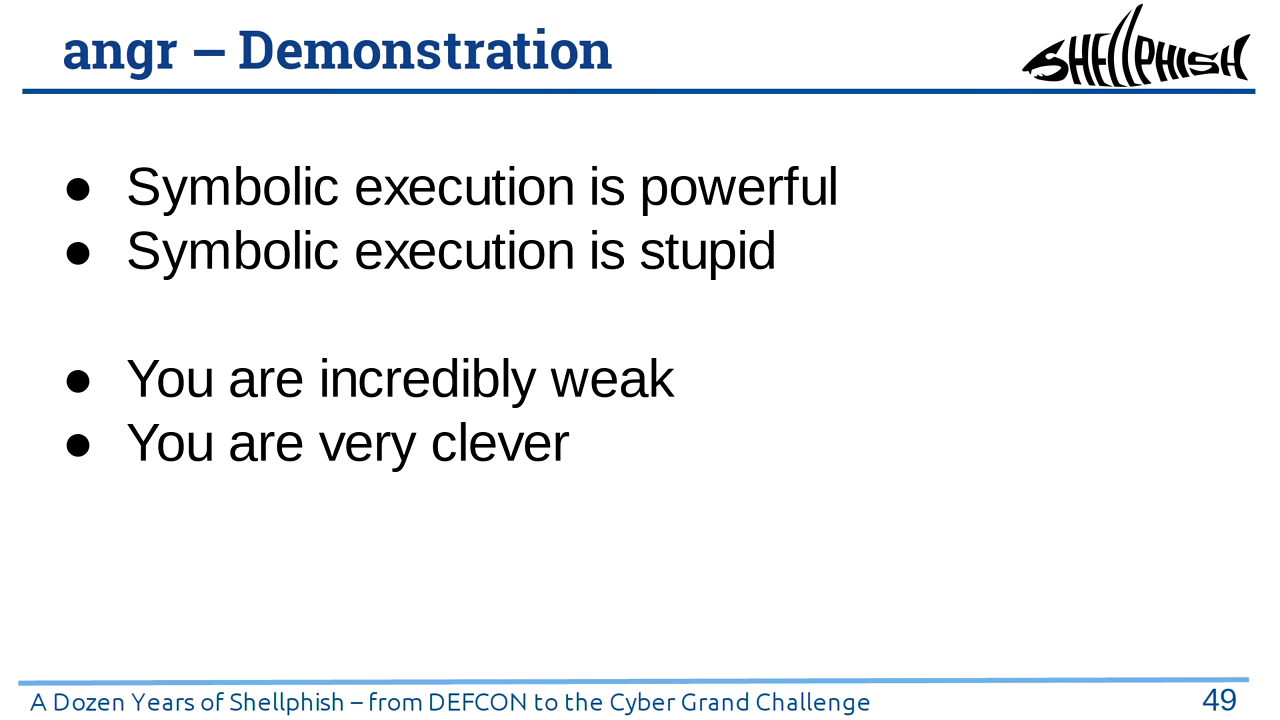 angr – Demonstration
SHELLPHISH
● Symbolic execution is powerful
● Symbolic execution is stupid
● You are incredibly weak
● You are very clever
A Dozen Years of Shellphish – from DEFCON to the Cyber Grand Challenge
49